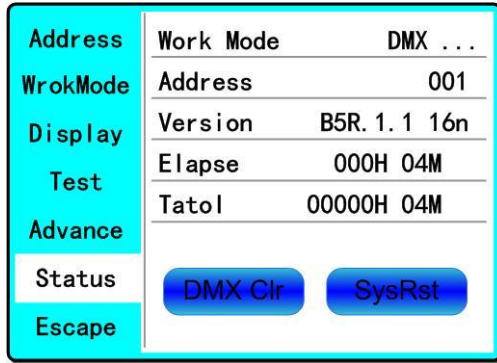 Address
WrokMode
Display
Test
Advance
Status
Escape
Work Mode DMX ...
Address 001
Version B5R.1.1 16n
Elapse 000H 04M
Tatol 00000H 04M
DMX Clr SysRst